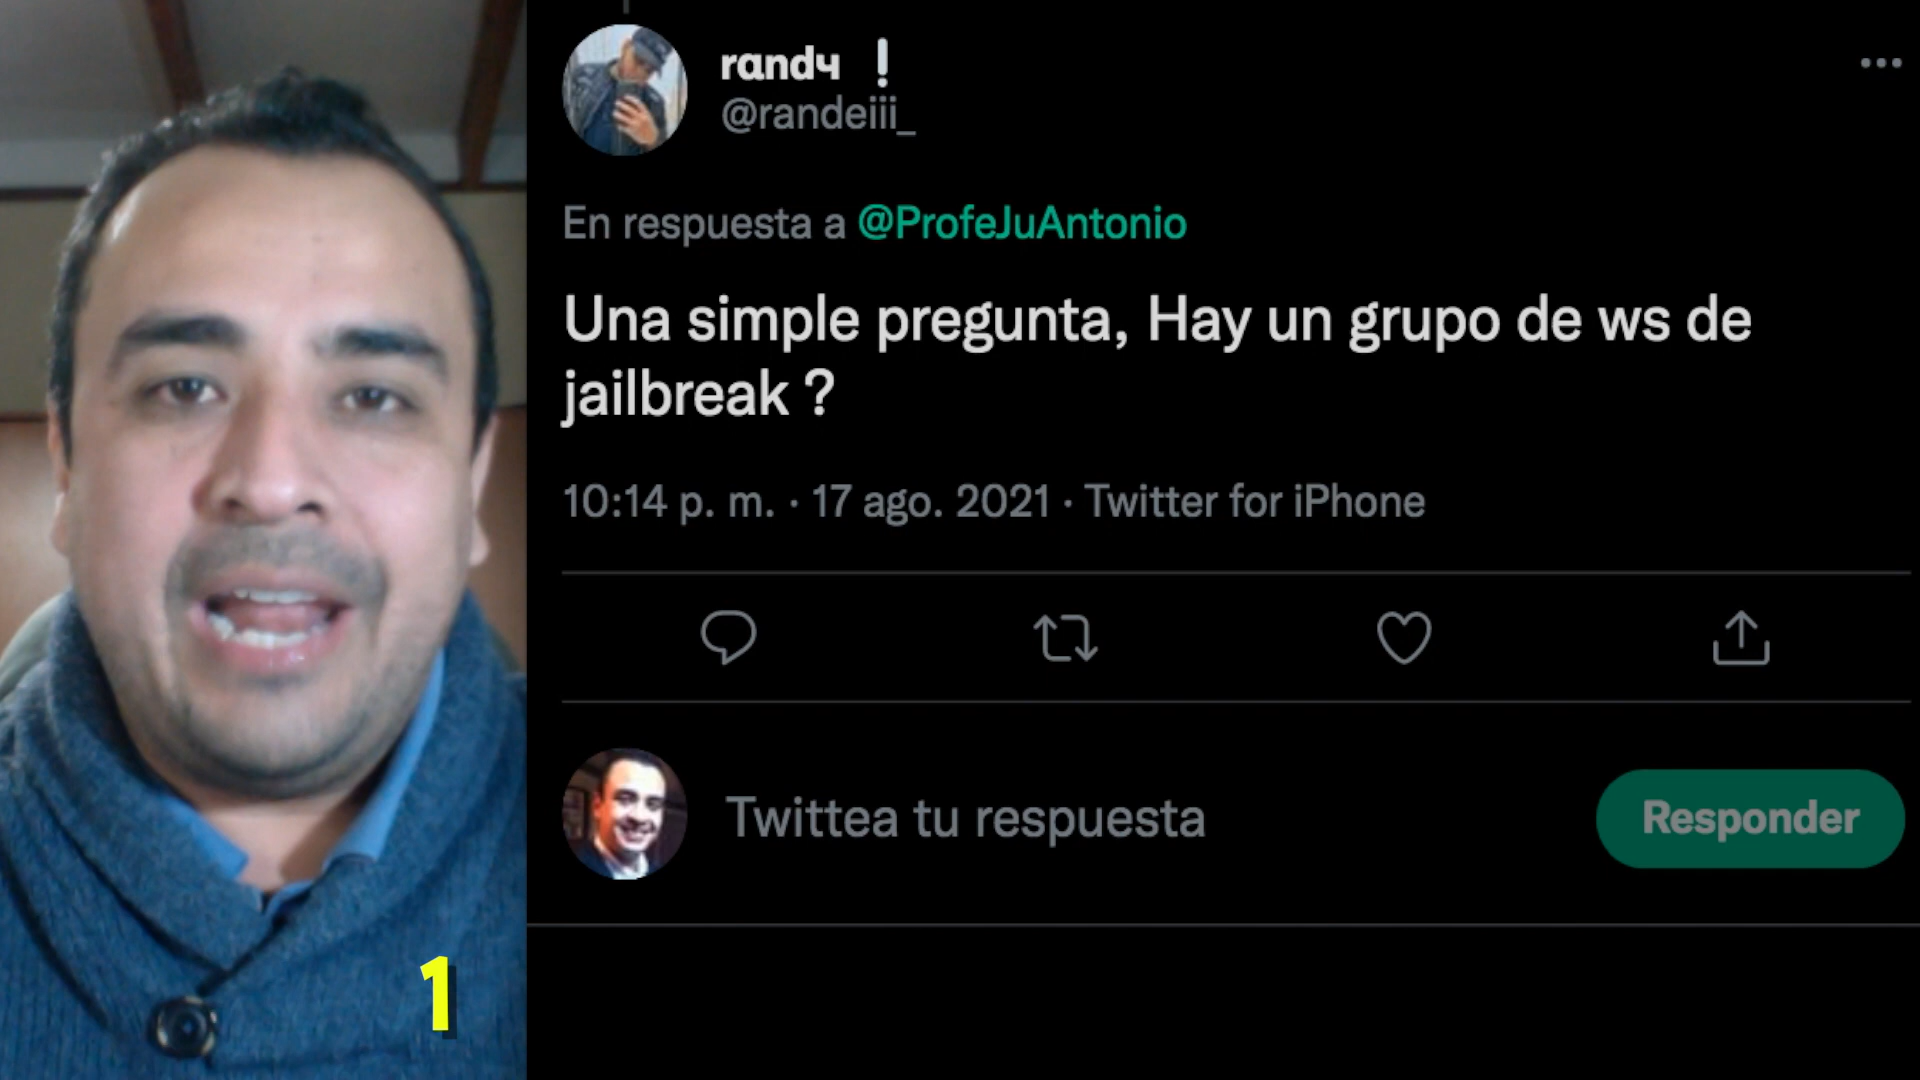 randy ❕
@randeiii_
En respuesta a @ProfeJuAntonio
Una simple pregunta, Hay un grupo de ws de
jailbreak ?
10:14 p. m. · 17 ago. 2021 · Twitter for iPhone
Twittea tu respuesta
Responder
1